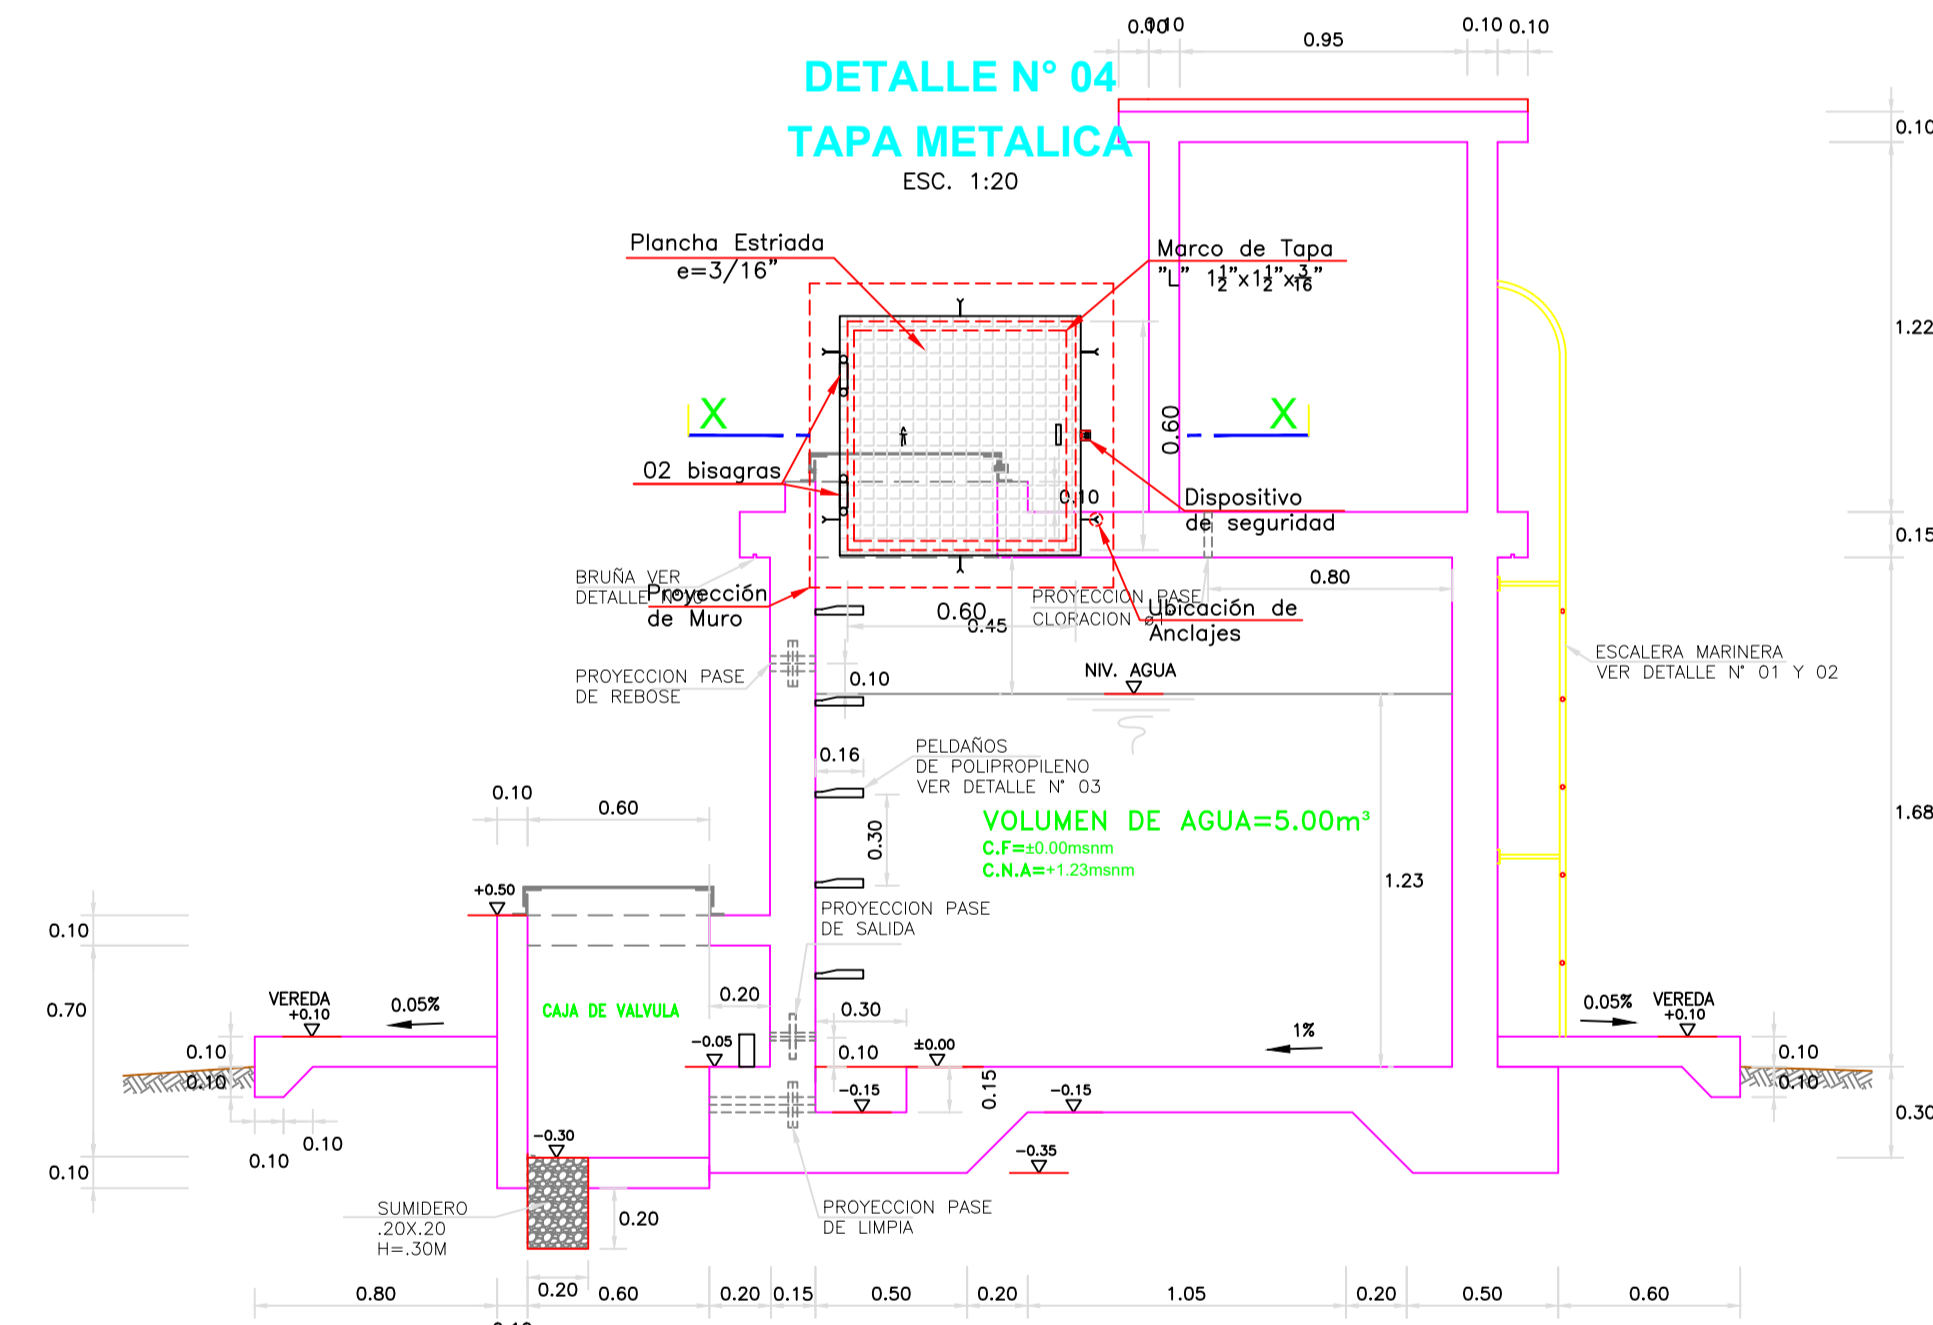 0.10 0.10 0.95 0.10 0.10
DETALLE N° 04
TAPA METALICA
ESC. 1:20
0.10
Plancha Estriada
e=3/16"
Marco de Tapa
"L" 1½"x1½"x3/16"
1.22
X X
0.60
02 bisagras
0.10
Dispositivo
de seguridad
0.15
BRUÑA VER
DETALLE N°
Proyección
de Muro
0.60
0.45
PROYECCION PASE
CLORACION ø1
0.80
Ubicación de
Anclajes
ESCALERA MARINERA
VER DETALLE N° 01 Y 02
PROYECCION PASE
DE REBOSE
0.10
NIV. AGUA
0.16
PELDAÑOS
DE POLIPROPILENO
VER DETALLE N° 03
0.10 0.60
0.30
VOLUMEN DE AGUA=5.00m³
C.F=±0.00msnm
C.N.A=+1.23msnm
1.68
1.23
+0.50
0.10
PROYECCION PASE
DE SALIDA
0.70
VEREDA
+0.10
0.05%
CAJA DE VALVULA
0.20
0.30
0.05%
VEREDA
+0.10
-0.05
0.10
±0.00
1%
0.10
0.10
0.10
0.10
-0.15
0.15
-0.15
0.30
0.10
0.10
-0.30
-0.35
0.10
SUMIDERO
.20X.20
H=.30M
0.20
PROYECCION PASE
DE LIMPIA
0.80 0.20 0.60 0.20 0.15 0.50 0.20 1.05 0.20 0.50 0.60
0.10